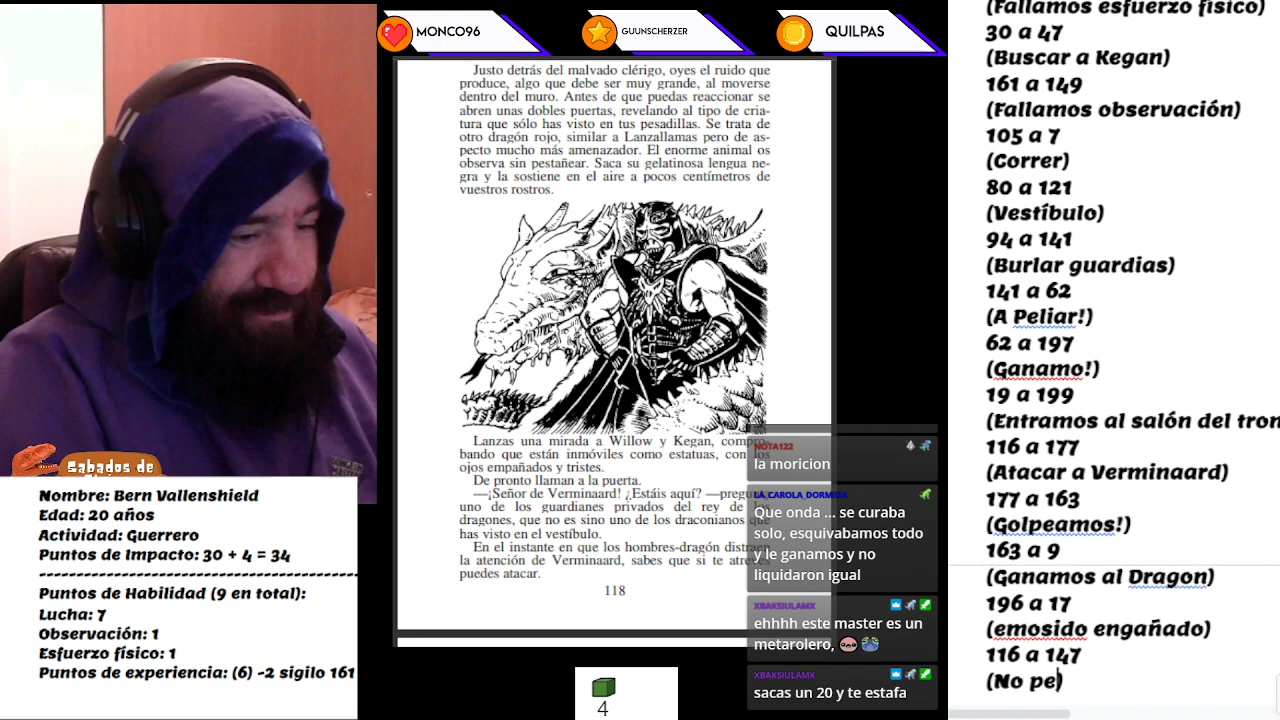 MONCO96
GUUNSCHERZER
QUILPAS
Justo detrás del malvado clérigo, oyes el ruido que
produce, algo que debe ser muy grande, al moverse
dentro del muro. Antes de que puedas reaccionar se
abren unas dobles puertas, revelando al tipo de cria-
tura que sólo has visto en tus pesadillas. Se trata de
otro dragón rojo, similar a Lanzallamas pero de as-
pecto mucho más amenazador. El enorme animal os
observa sin pestañear. Saca su gelatinosa lengua ne-
gra y la sostiene en el aire a pocos centímetros de
vuestros rostros.
Lanzas una mirada a Willow y Kegan, compro-
bando que están inmóviles como estatuas, con los
ojos empañados y tristes.
De pronto llaman a la puerta.
—¡Señor de Verminaard! ¿Estáis aquí? —pregu
uno de los guardianes privados del rey de los
dragones, que no es sino uno de los draconianos que
has visto en el vestíbulo.
En el instante en que los hombres-dragón distraen
la atención de Verminaard, sabes que si te atreves
puedes atacar.
118
4
NOTA122
la moricion
LA_CAROLA_DORMIDA
Que onda ... se curaba
solo, esquivabamos todo
y le ganamos y no
liquidaron igual
XBAKSIULAMX
ehhhh este master es un
metarolero,
XBAKSIULAMX
sacas un 20 y te estafa
Sabados de
Nombre: Bern Vallenshield
Edad: 20 años
Actividad: Guerrero
Puntos de Impacto: 30 + 4 = 34
Puntos de Habilidad (9 en total):
Lucha: 7
Observación: 1
Esfuerzo físico: 1
Puntos de experiencia: (6) -2 sigilo 161
(Fallamos esfuerzo físico)
30 a 47
(Buscar a Kegan)
161 a 149
(Fallamos observación)
105 a 7
(Correr)
80 a 121
(Vestíbulo)
94 a 141
(Burlar guardias)
141 a 62
(A Peliar!)
62 a 197
(Ganamo!)
19 a 199
(Entramos al salón del tron
116 a 177
(Atacar a Verminaard)
177 a 163
(Golpeamos!)
163 a 9
(Ganamos al Dragon)
196 a 17
(emosido engañado)
116 a 147
(No pe)